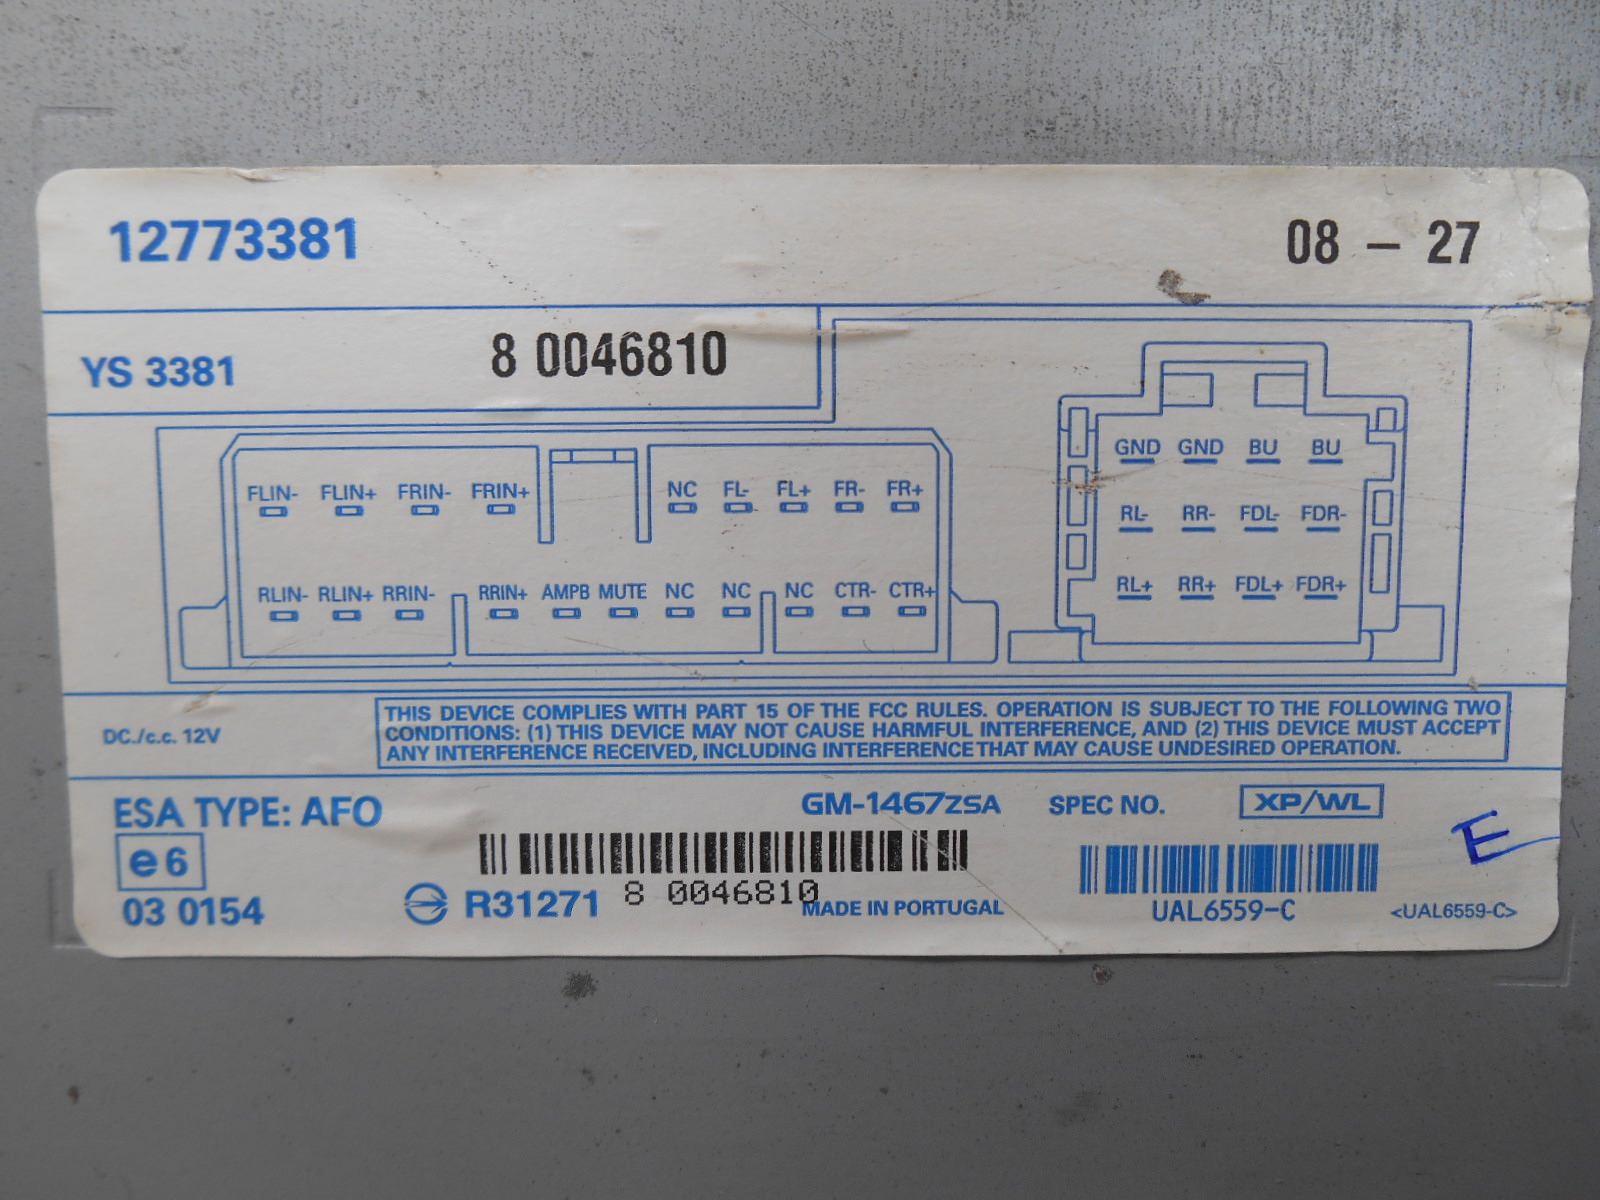 12773381
08 - 27
YS 3381
8 0046810
GND GND BU BU
FLIN- FLIN+ FRIN- FRIN+ NC FL- FL+ FR- FR+
RL- RR- FDL- FDR-
RLIN- RLIN+ RRIN- RRIN+ AMPB MUTE NC NC NC CTR- CTR+
RL+ RR+ FDL+ FDR+
DC./c.c. 12V
THIS DEVICE COMPLIES WITH PART 15 OF THE FCC RULES. OPERATION IS SUBJECT TO THE FOLLOWING TWO
CONDITIONS: (1) THIS DEVICE MAY NOT CAUSE HARMFUL INTERFERENCE, AND (2) THIS DEVICE MUST ACCEPT
ANY INTERFERENCE RECEIVED, INCLUDING INTERFERENCE THAT MAY CAUSE UNDESIRED OPERATION.
ESA TYPE: AFO
GM-1467ZSA
SPEC NO.
XP/WL
E
e6
03 0154
R31271
8 0046810
MADE IN PORTUGAL
UAL6559-C
<UAL6559-C>